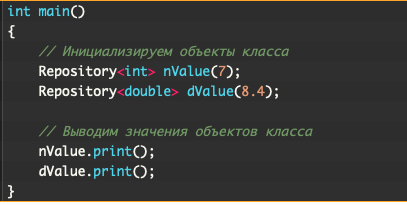 int main()
{
// Инициализируем объекты класса
Repository<int> nValue(7);
Repository<double> dValue(8.4);
// Выводим значения объектов класса
nValue.print();
dValue.print();
}